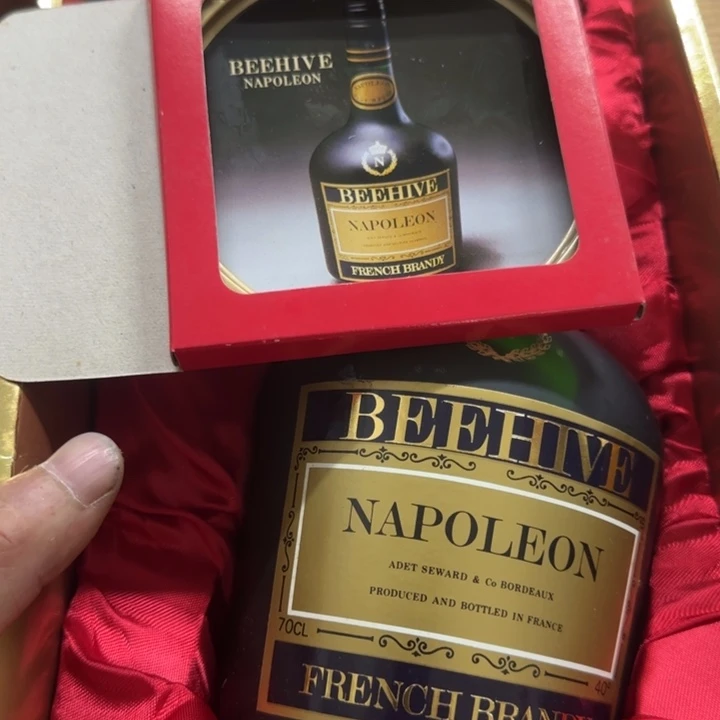 BEEHIVE
NAPOLEON
N
BEEHIVE
NAPOLEON
FRENCH BRANDY
BEEHIVE
NAPOLEON
ADET SEWARD & Co BORDEAUX
PRODUCED AND BOTTLED IN FRANCE
70CL
40°
FRENCH BRANDY